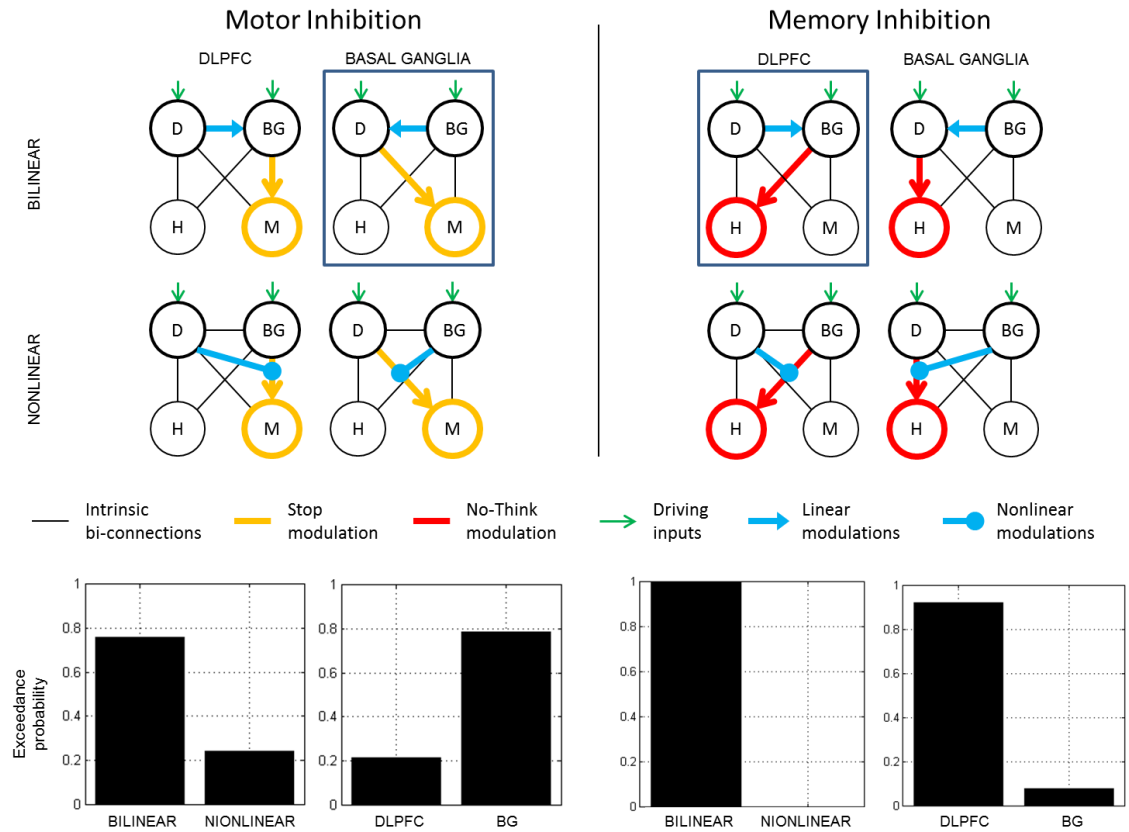 Motor Inhibition
Memory Inhibition
DLPFC
BASAL GANGLIA
DLPFC
BASAL GANGLIA
BILINEAR
D
BG
D
BG
D
BG
D
BG
H
M
H
M
H
M
H
M
NONLINEAR
D
BG
D
BG
D
BG
D
BG
H
M
H
M
H
M
H
M
Intrinsic
bi-connections
Stop
modulation
No-Think
modulation
Driving
inputs
Linear
modulations
Nonlinear
modulations
Exceedance
probability
1
0.8
0.6
0.4
0.2
0
BILINEAR
NIONLINEAR
1
0.8
0.6
0.4
0.2
0
DLPFC
BG
1
0.8
0.6
0.4
0.2
0
BILINEAR
NIONLINEAR
1
0.8
0.6
0.4
0.2
0
DLPFC
BG